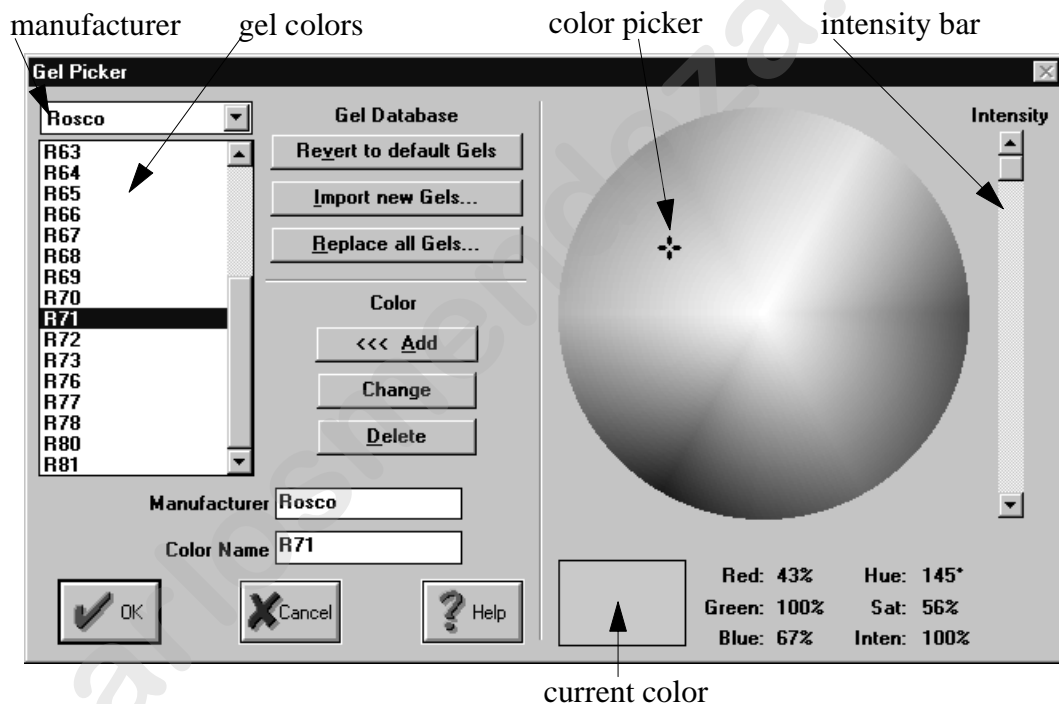 manufacturer gel colors color picker intensity bar
Gel Picker
Rosco
R63
R64
R65
R66
R67
R68
R69
R70
R71
R72
R73
R76
R77
R78
R80
R81
Gel Database
Revert to default Gels
Import new Gels...
Replace all Gels...
Color
<<< Add
Change
Delete
Manufacturer Rosco
Color Name R71
OK Cancel Help
Intensity
Red: 43% Hue: 145°
Green: 100% Sat: 56%
Blue: 67% Inten: 100%
current color
arlosmendoza.